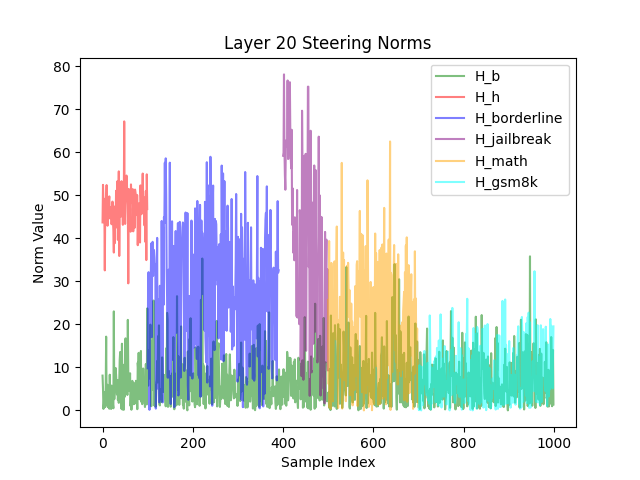 Layer 20 Steering Norms
80
70
60
50
40
30
20
10
0
Norm Value
0 200 400 600 800 1000
Sample Index
H_b
H_h
H_borderline
H_jailbreak
H_math
H_gsm8k